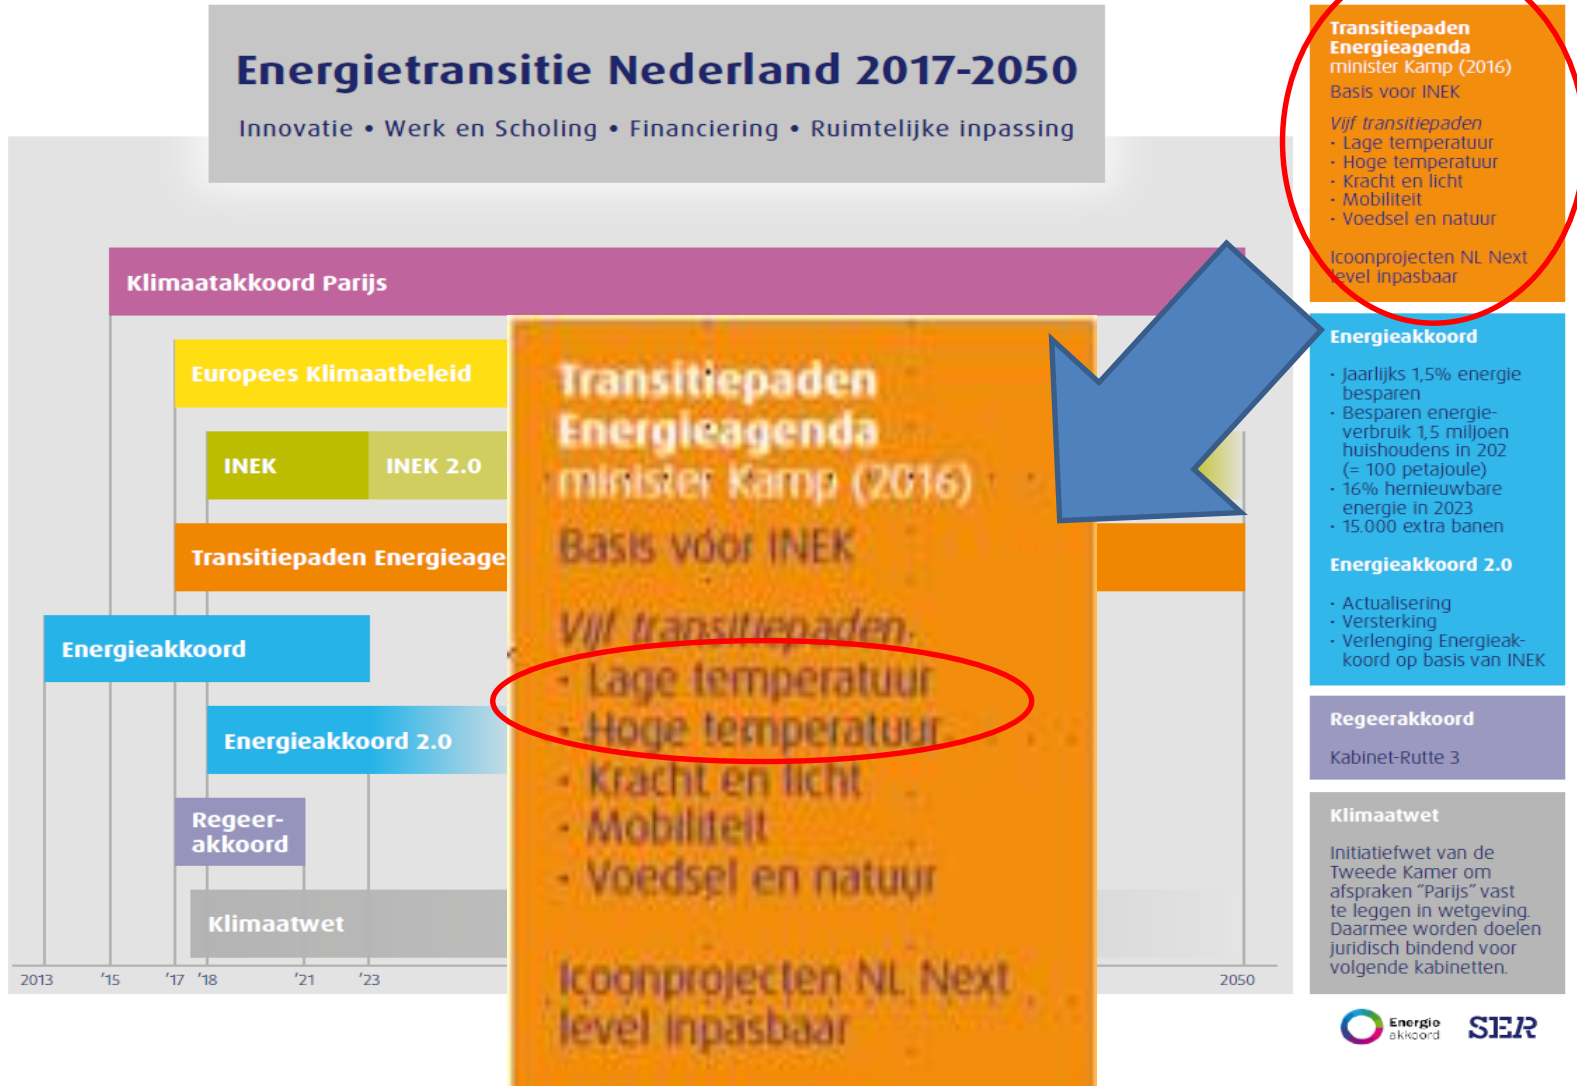 Energietransitie Nederland 2017-2050
Innovatie • Werk en Scholing • Financiering • Ruimtelijke inpassing
Klimaatakkoord Parijs
Europees Klimaatbeleid
INEK
INEK 2.0
Transitiepaden Energieage
Energieakkoord
Energieakkoord 2.0
Regeer-
akkoord
Klimaatwet
2013
'15
'17
'18
'21
'23
2050
Transitiepaden
Energieagenda
minister Kamp (2016)
Basis voor INEK
Vijf transitiepaden
· Lage temperatuur
· Hoge temperatuur
· Kracht en licht
· Mobiliteit
· Voedsel en natuur
Icoonprojecten NL Next
level inpasbaar
Transitiepaden
Energieagenda
minister Kamp (2016)
Basis voor INEK
Vijf transitiepaden
· Lage temperatuur
· Hoge temperatuur
· Kracht en licht
· Mobiliteit
· Voedsel en natuur
Icoonprojecten NL Next
level inpasbaar
Energieakkoord
· Jaarlijks 1,5% energie
besparen
· Besparen energie-
verbruik 1,5 miljoen
huishoudens in 202
(= 100 petajoule)
· 16% hernieuwbare
energie in 2023
· 15.000 extra banen
Energieakkoord 2.0
· Actualisering
· Versterking
· Verlenging Energieak-
koord op basis van INEK
Regeerakkoord
Kabinet-Rutte 3
Klimaatwet
Initiatiefwet van de
Tweede Kamer om
afspraken "Parijs" vast
te leggen in wetgeving.
Daarmee worden doelen
juridisch bindend voor
volgende kabinetten.
Energie
akkoord
SER